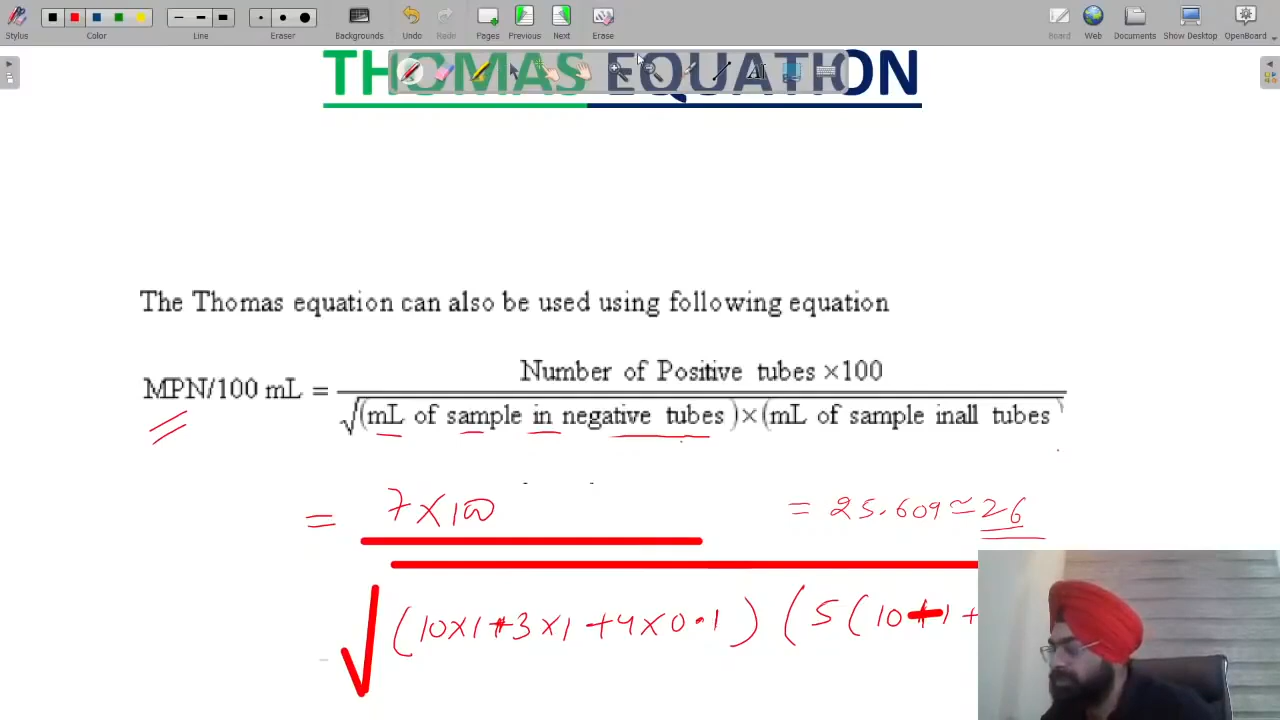 Stylus Color Line Eraser Backgrounds Undo Redo Pages Previous Next Erase Board Web Documents Show Desktop OpenBoard
THOMAS EQUATION
The Thomas equation can also be used using following equation
Number of Positive tubes ×100
MPN/100 mL =
√(mL of sample in negative tubes )×(mL of sample inall tubes )
= 7 × 100
= 25.609 ≃ 26
√(10×1+3×1+4×0.1) (5(10+1+